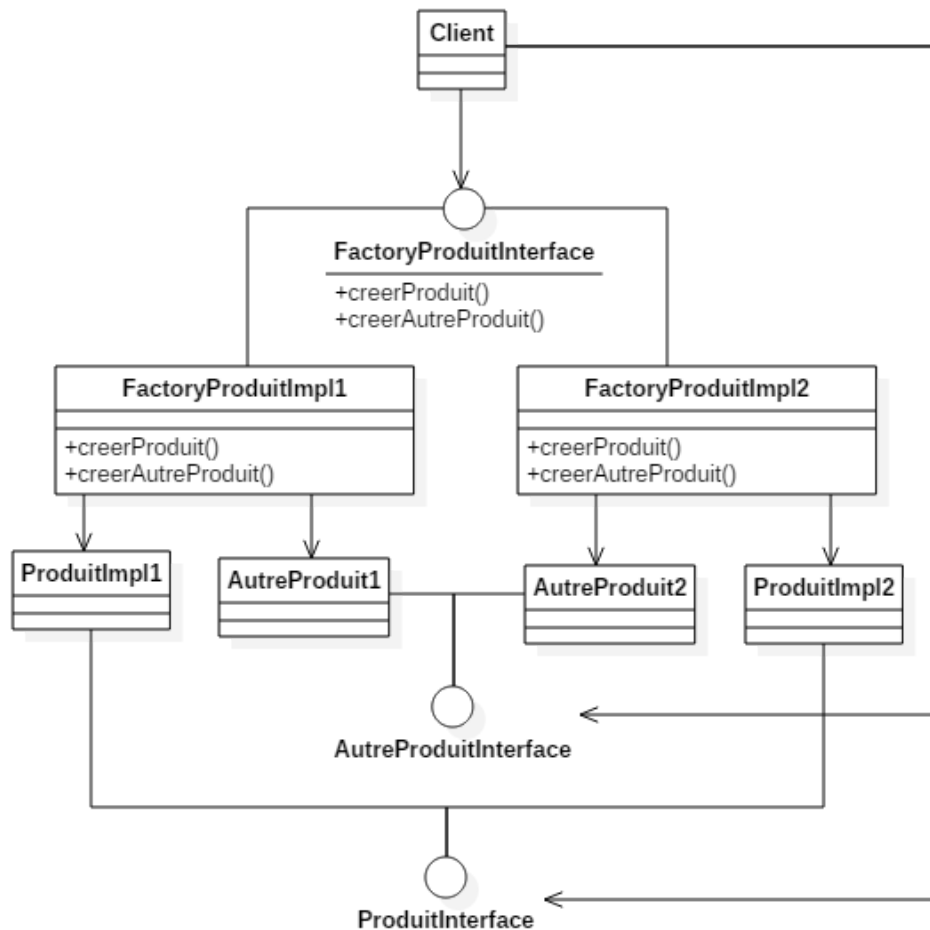 Client
FactoryProduitInterface
+creerProduit()
+creerAutreProduit()
FactoryProduitImpl1
+creerProduit()
+creerAutreProduit()
FactoryProduitImpl2
+creerProduit()
+creerAutreProduit()
ProduitImpl1
AutreProduit1
AutreProduit2
ProduitImpl2
AutreProduitInterface
ProduitInterface